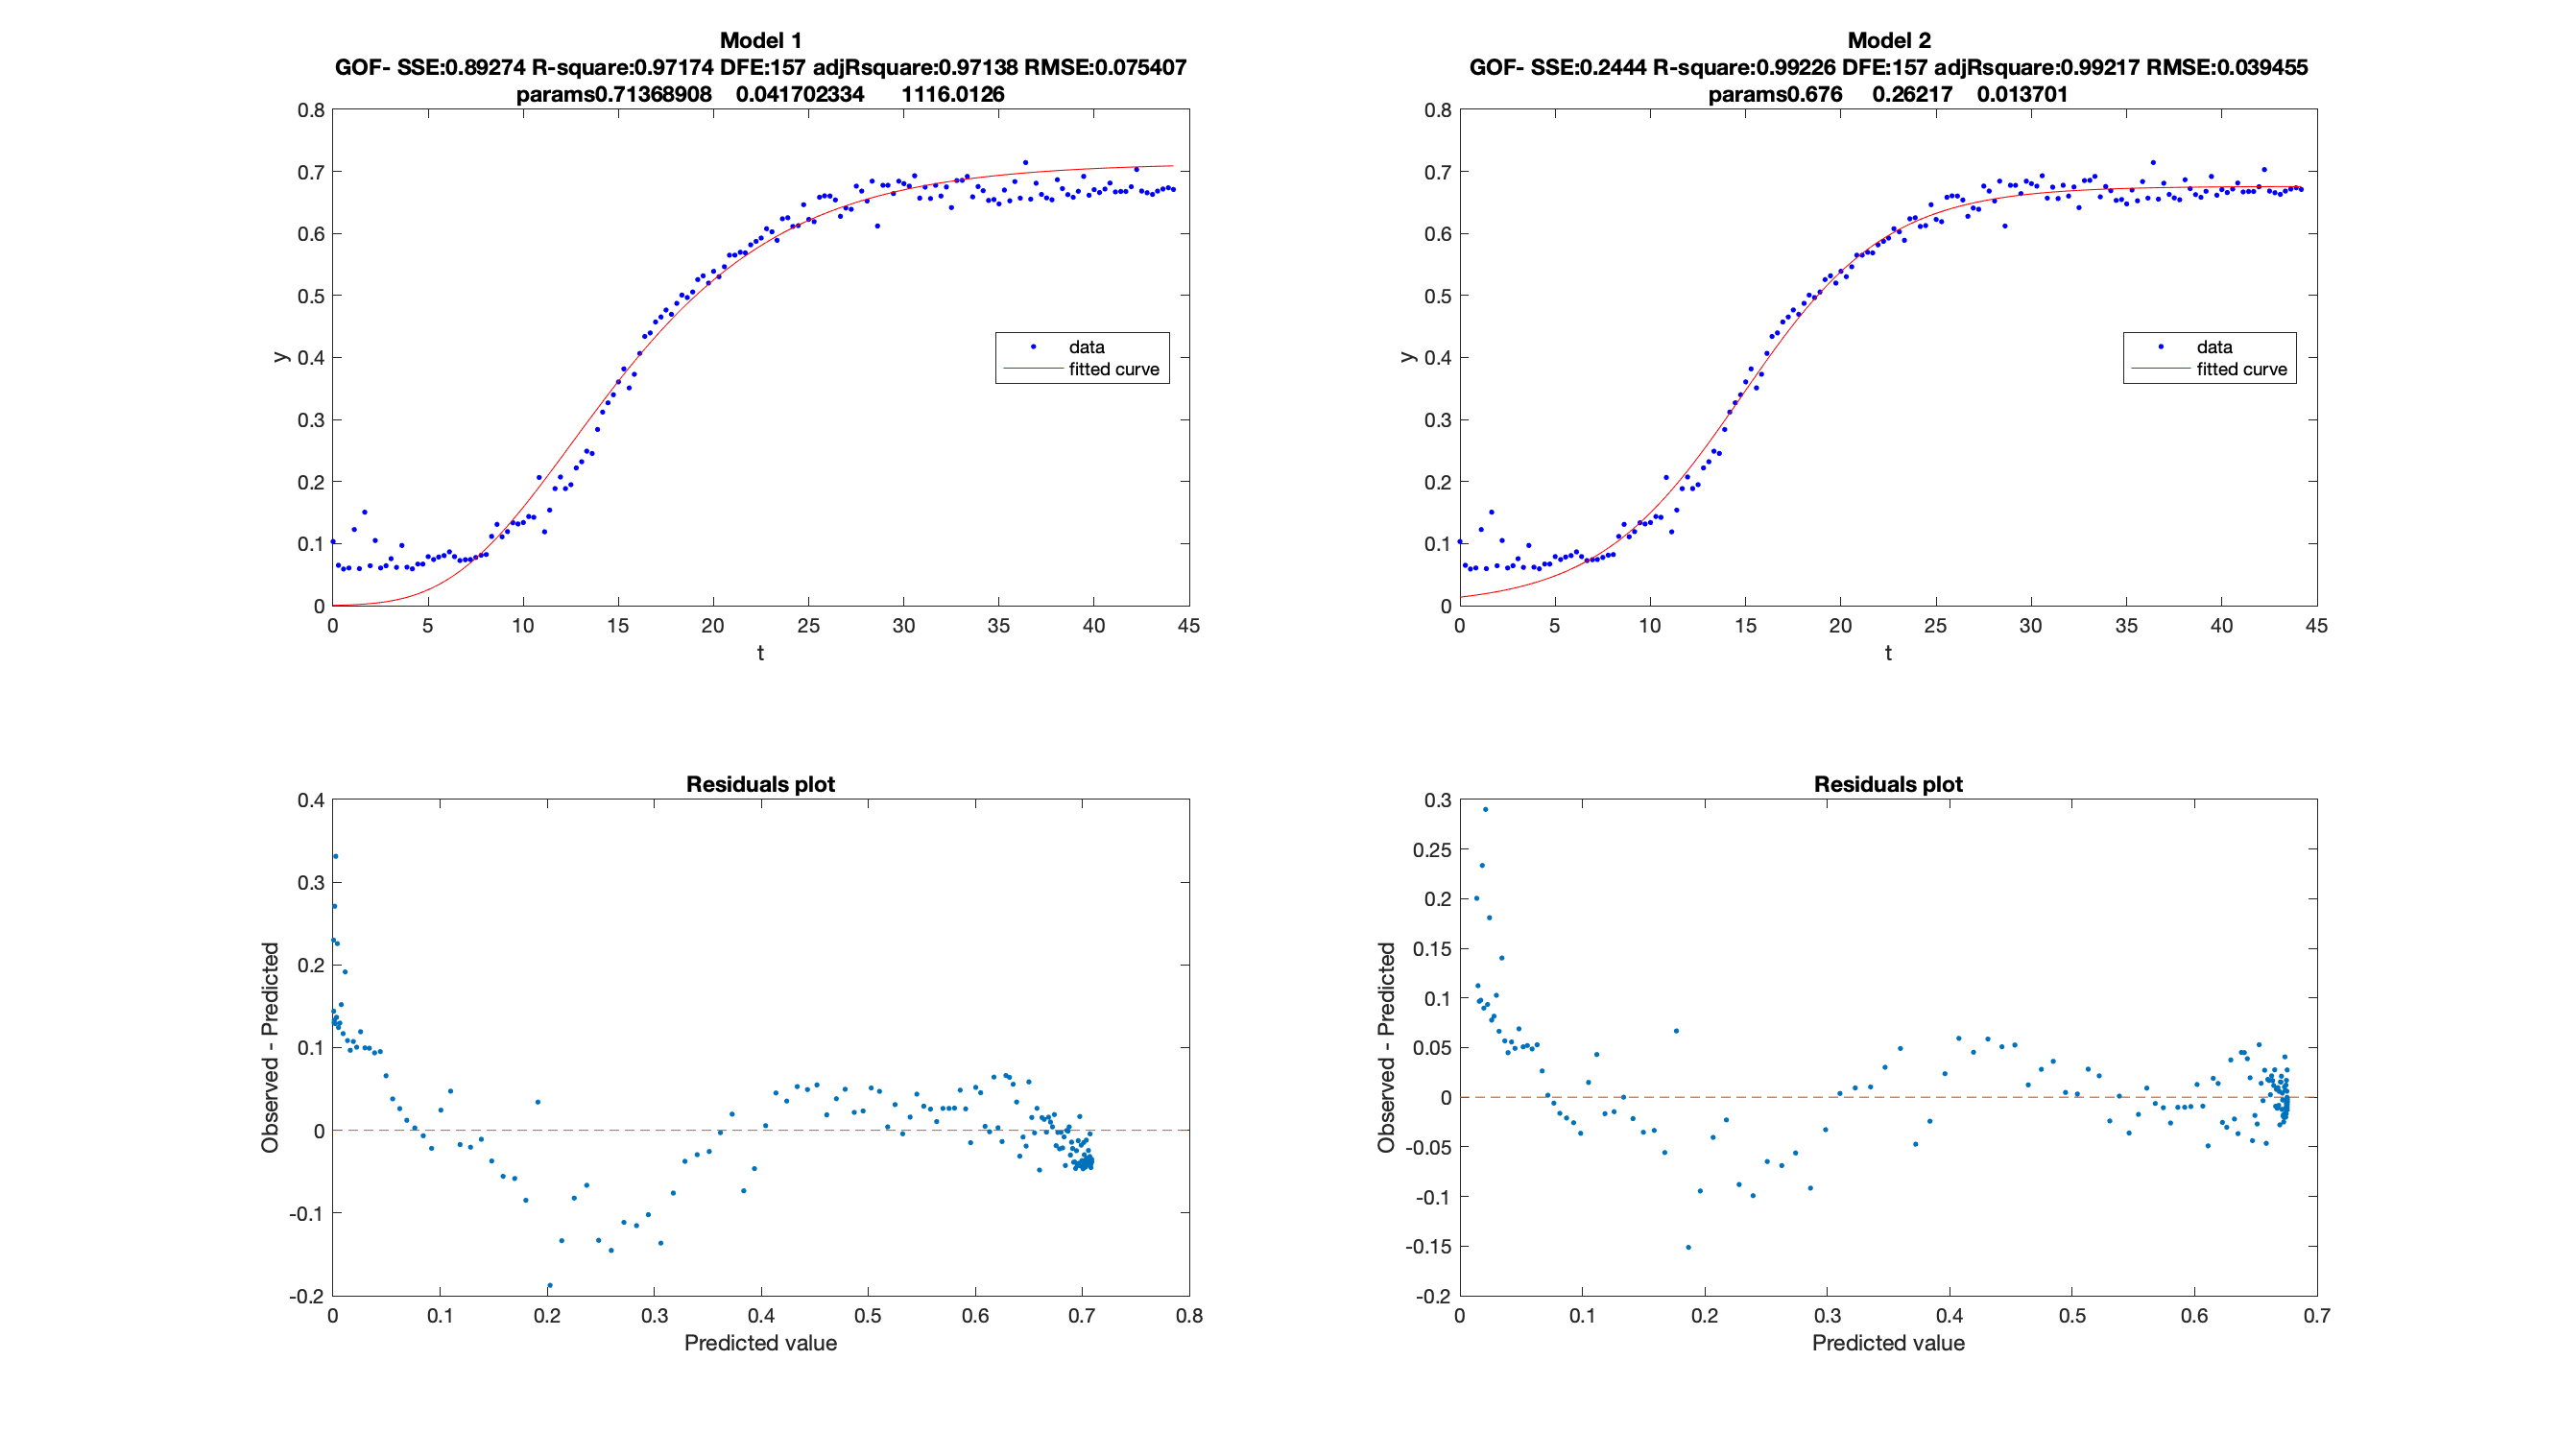 Model 1
GOF- SSE:0.89274 R-square:0.97174 DFE:157 adjRsquare:0.97138 RMSE:0.075407
params0.71368908 0.041702334 1116.0126
0.8
0.7
0.6
0.5
0.4
0.3
0.2
0.1
0
y
data
fitted curve
0 5 10 15 20 25 30 35 40 45
t
Model 2
GOF- SSE:0.2444 R-square:0.99226 DFE:157 adjRsquare:0.99217 RMSE:0.039455
params0.676 0.26217 0.013701
0.8
0.7
0.6
0.5
0.4
0.3
0.2
0.1
0
y
data
fitted curve
0 5 10 15 20 25 30 35 40 45
t
Residuals plot
0.4
0.3
0.2
0.1
0
-0.1
-0.2
Observed - Predicted
0 0.1 0.2 0.3 0.4 0.5 0.6 0.7 0.8
Predicted value
Residuals plot
0.3
0.25
0.2
0.15
0.1
0.05
0
-0.05
-0.1
-0.15
-0.2
Observed - Predicted
0 0.1 0.2 0.3 0.4 0.5 0.6 0.7
Predicted value